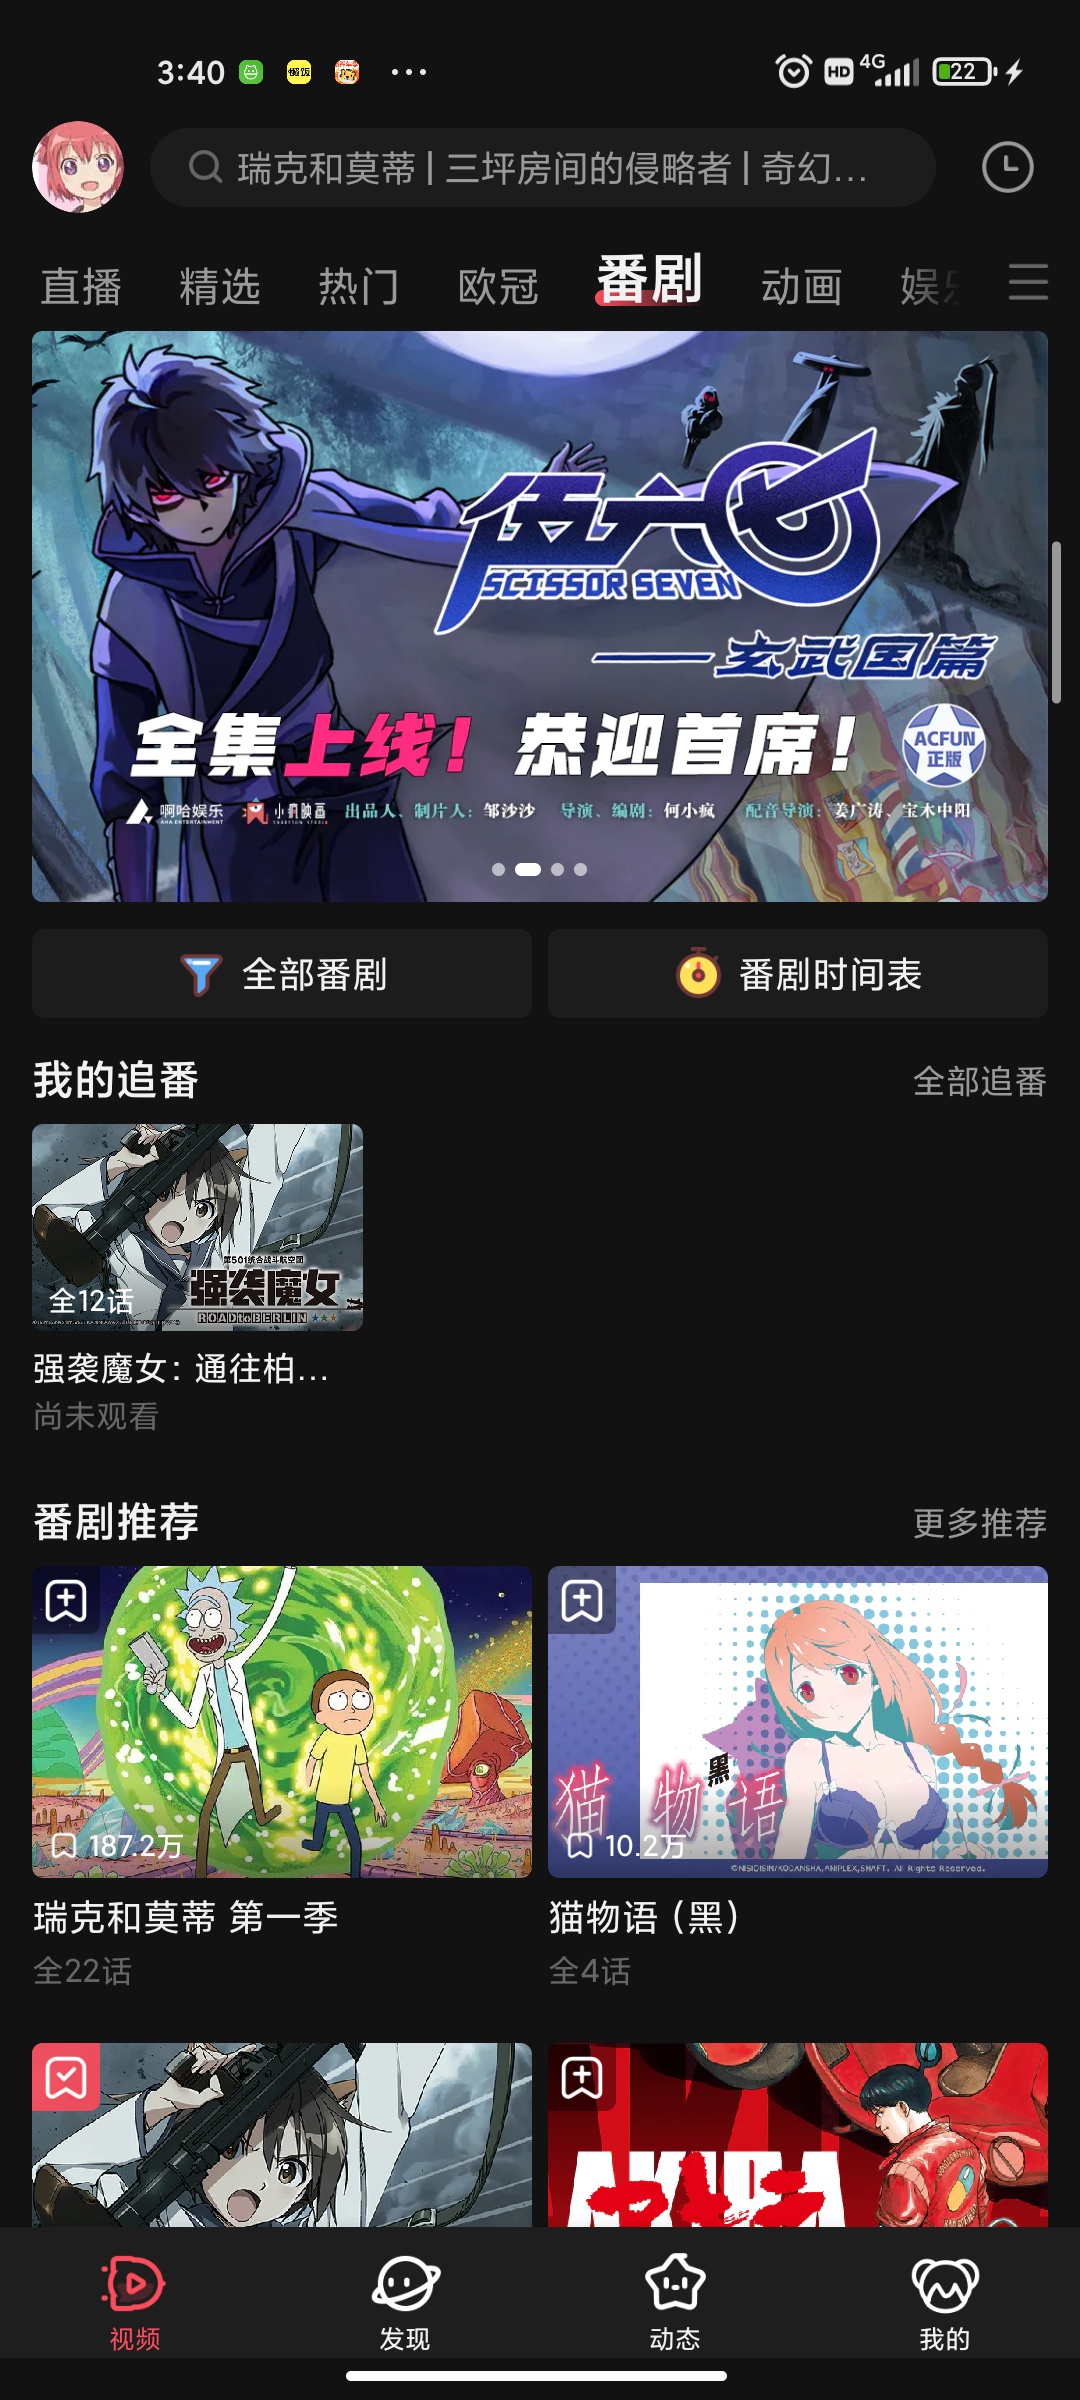 3:40
懒饭
HD 4G 22
瑞克和莫蒂 | 三坪房间的侵略者 | 奇幻...
直播 精选 热门 欧冠 番剧 动画 娱乐
伍六七
SCISSOR SEVEN
——玄武国篇
全集上线！ 恭迎首席！
ACFUN
正版
啊哈娱乐 小疯映画 出品人、制片人：邹沙沙 导演、编剧：何小疯 配音导演：姜广涛、宝木中阳
AHA ENTERTAINMENT
全部番剧 番剧时间表
我的追番 全部追番
第501统合战斗航空团
强袭魔女
ROADtoBERLIN
全12话
强袭魔女：通往柏...
尚未观看
番剧推荐 更多推荐
187.2万
猫物语
黑
10.2万
©NISIOISIN/KODANSHA,ANIPLEX,SHAFT. All Rights Reserved.
瑞克和莫蒂 第一季 猫物语（黑）
全22话 全4话
视频 发现 动态 我的